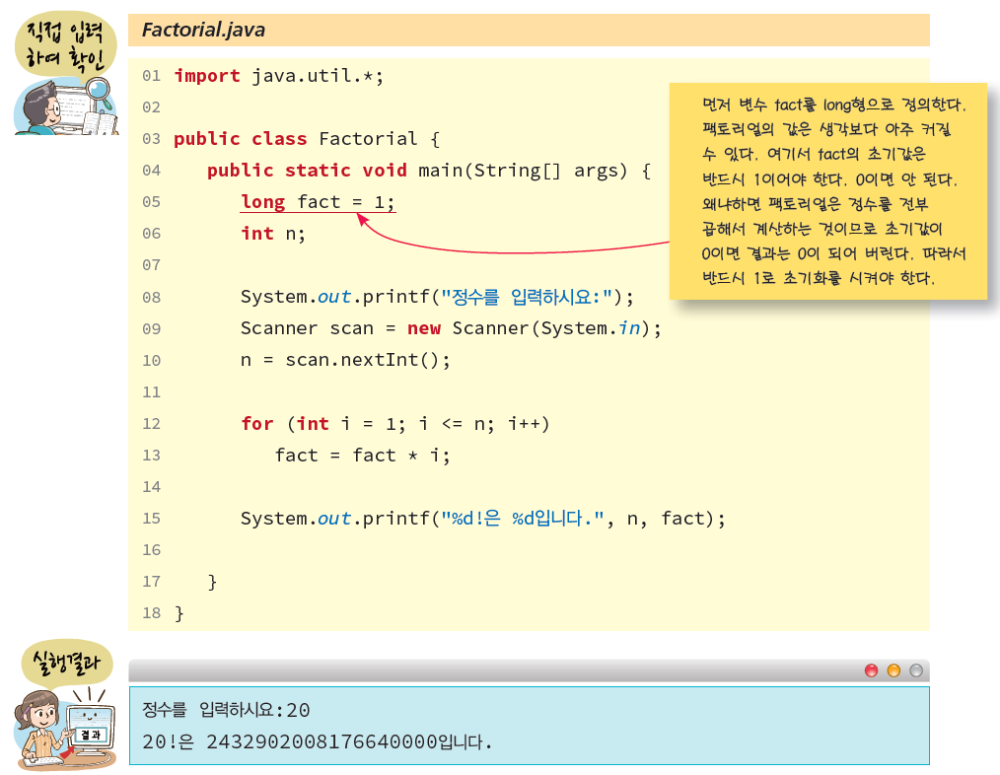 직접 입력
하여 확인
Factorial.java
01 import java.util.*;
02
03 public class Factorial {
04 public static void main(String[] args) {
05 long fact = 1;
06 int n;
07
08 System.out.printf("정수를 입력하시요:");
09 Scanner scan = new Scanner(System.in);
10 n = scan.nextInt();
11
12 for (int i = 1; i <= n; i++)
13 fact = fact * i;
14
15 System.out.printf("%d!은 %d입니다.", n, fact);
16
17 }
18 }
먼저 변수 fact를 long형으로 정의한다.
팩토리얼의 값은 생각보다 아주 커질
수 있다. 여기서 fact의 초기값은
반드시 1이어야 한다. 0이면 안 된다.
왜냐하면 팩토리얼은 정수를 전부
곱해서 계산하는 것이므로 초기값이
0이면 결과는 0이 되어 버린다. 따라서
반드시 1로 초기화를 시켜야 한다.
실행결과
결과
정수를 입력하시요:20
20!은 2432902008176640000입니다.